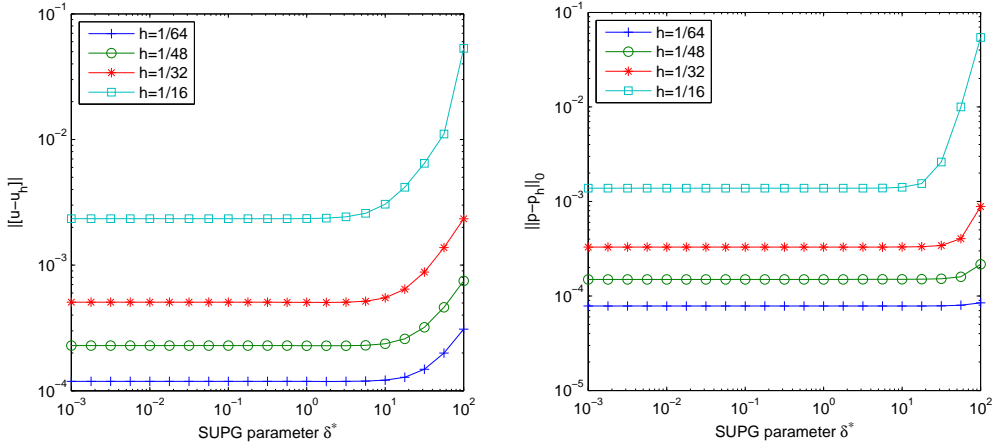 10^-1
10^-2
10^-3
10^-4
||[u−u_h]||
h=1/64
h=1/48
h=1/32
h=1/16
10^-3
10^-2
10^-1
10^0
10^1
10^2
SUPG parameter δ^*
10^-1
10^-2
10^-3
10^-4
10^-5
||p−p_h||_0
h=1/64
h=1/48
h=1/32
h=1/16
10^-3
10^-2
10^-1
10^0
10^1
10^2
SUPG parameter δ^*